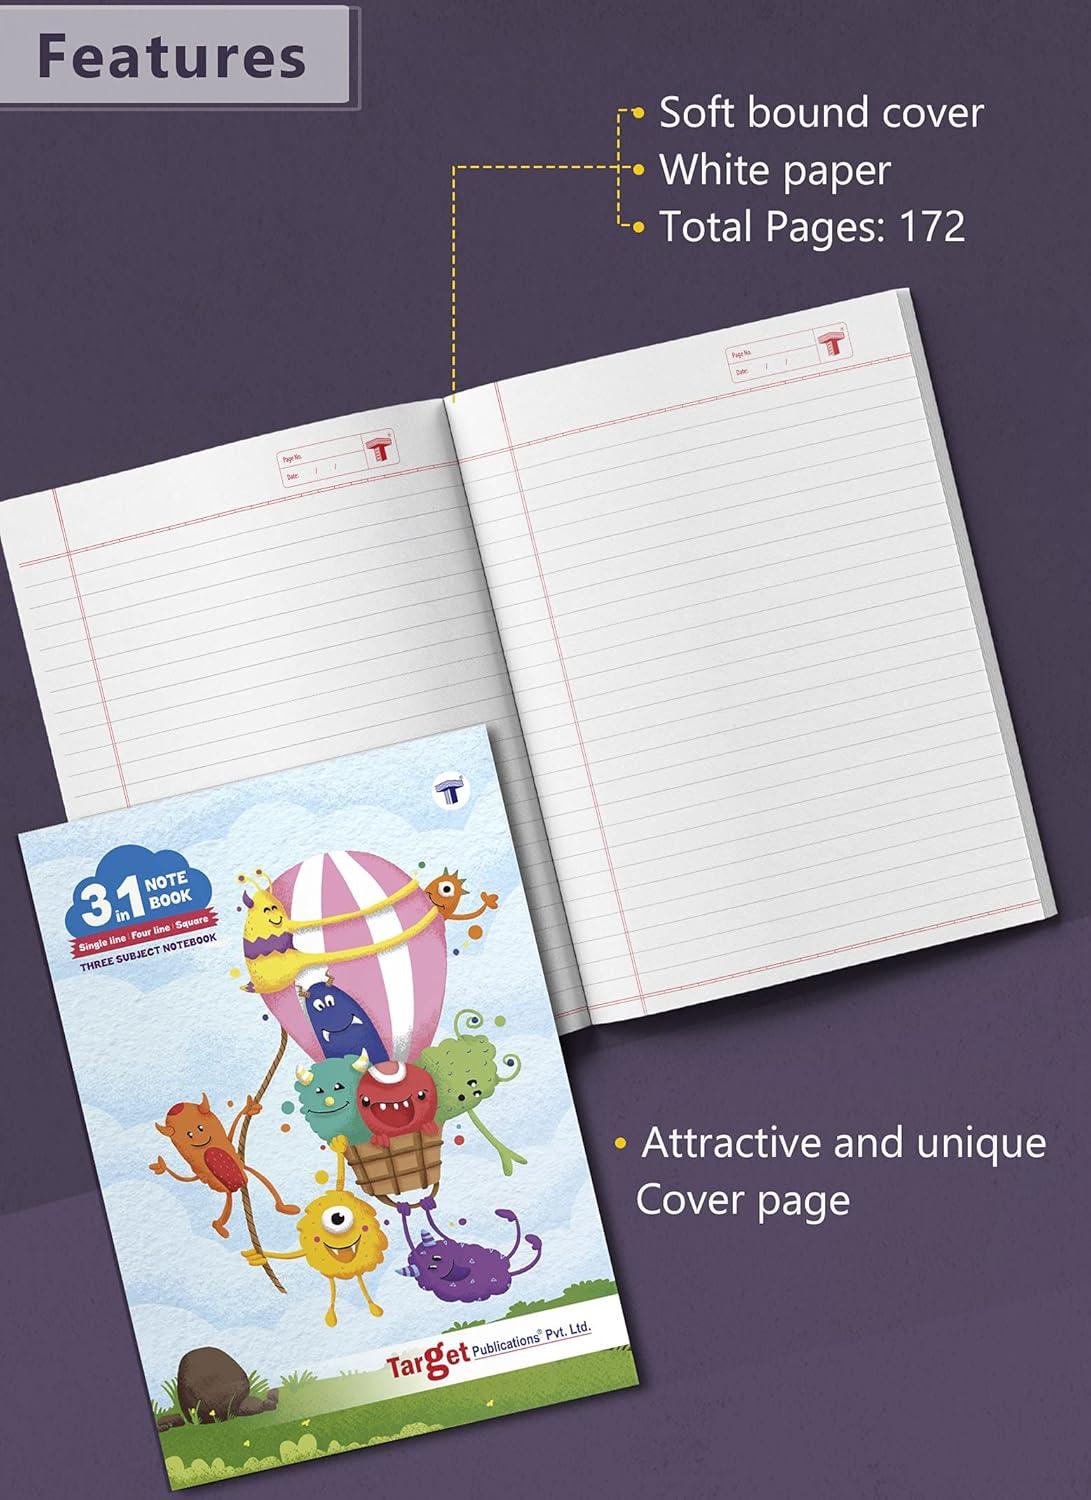 Features
Soft bound cover
White paper
Total Pages: 172
Page No.
Date: / /
T
Page No.
Date: / /
T
T
3 in 1 NOTE BOOK
Single line | Four line | Square
THREE SUBJECT NOTEBOOK
Attractive and unique
Cover page
Target Publications® Pvt. Ltd.